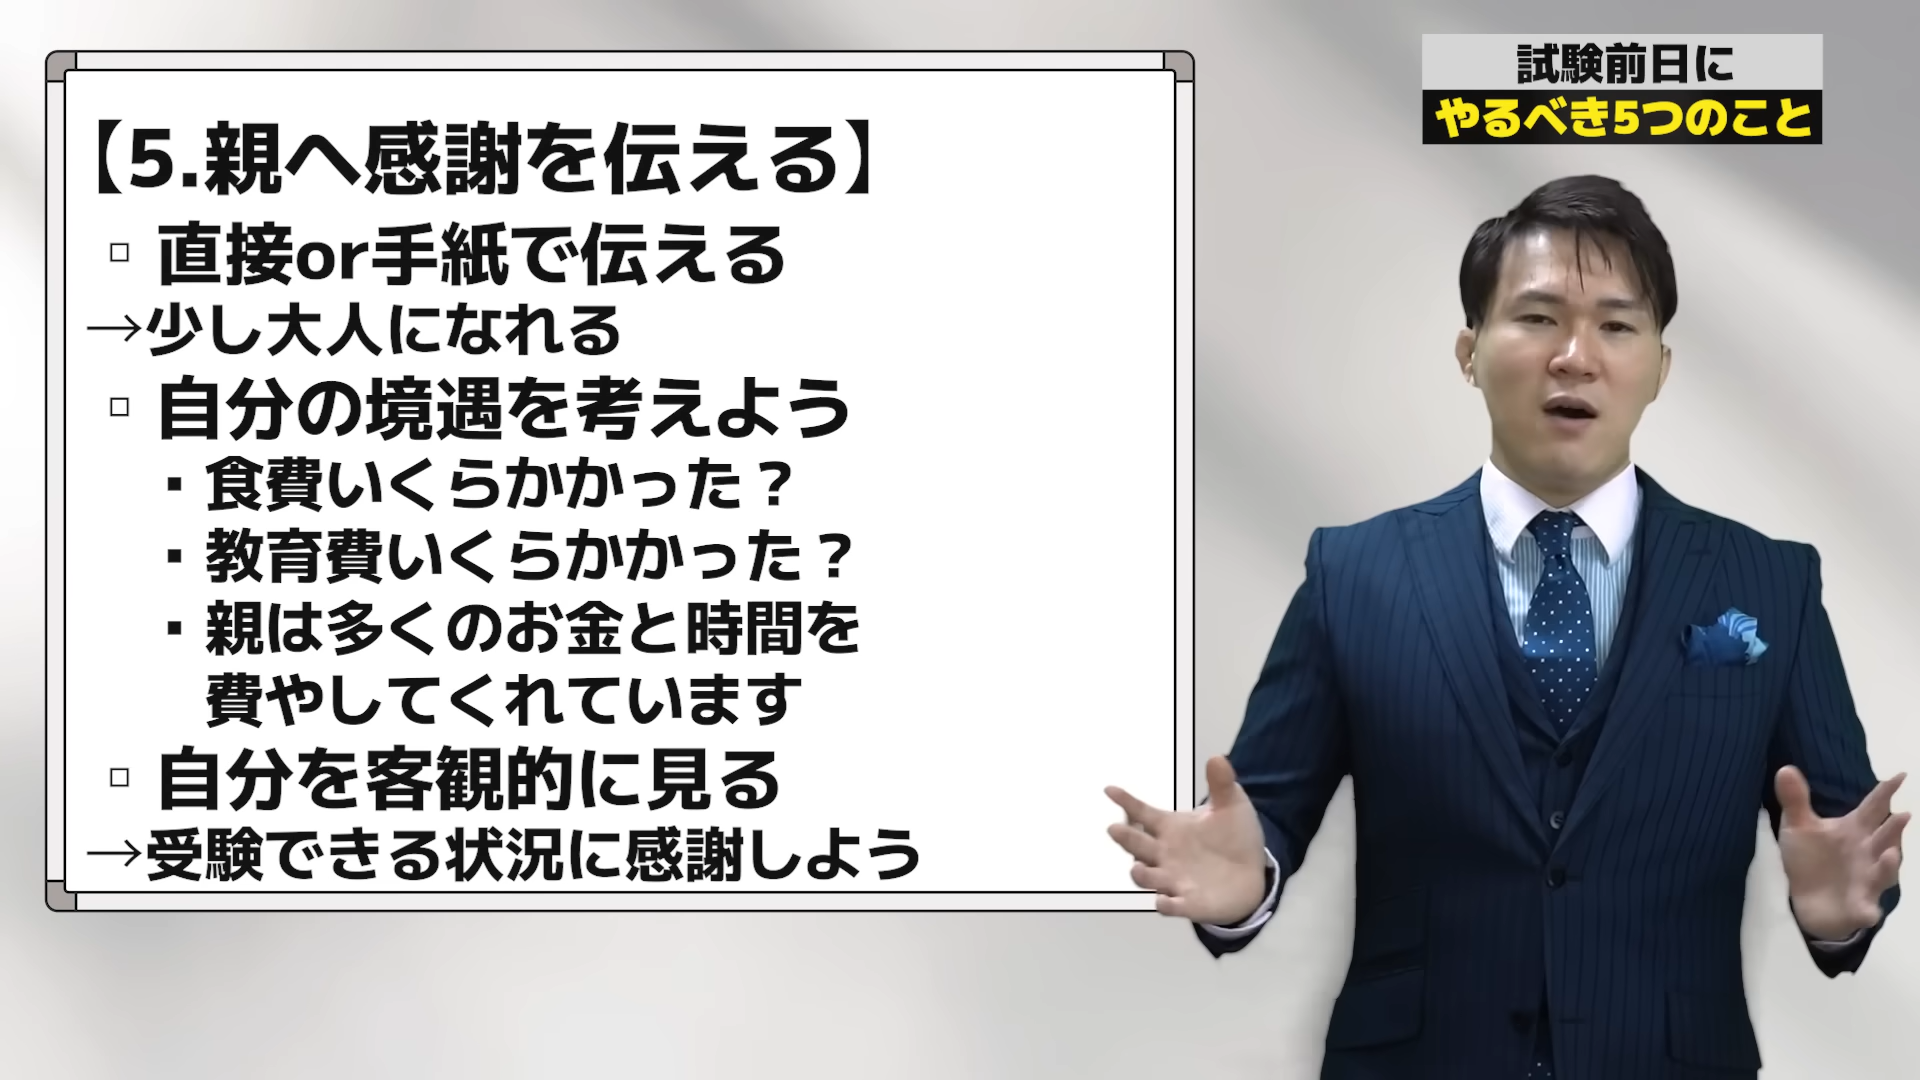 試験前日に
やるべき5つのこと
【5.親へ感謝を伝える】
▫ 直接or手紙で伝える
→少し大人になれる
▫ 自分の境遇を考えよう
▪ 食費いくらかかった？
▪ 教育費いくらかかった？
▪ 親は多くのお金と時間を
費やしてくれています
▫ 自分を客観的に見る
→受験できる状況に感謝しよう